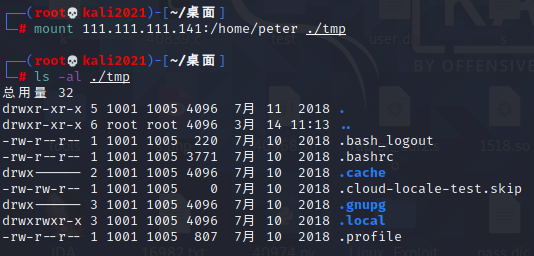 ┌──(root💀kali2021)-[~/桌面]
└─# mount 111.111.111.141:/home/peter ./tmp
┌──(root💀kali2021)-[~/桌面]
└─# ls -al ./tmp
总用量 32
drwxr-xr-x 5 1001 1005 4096 7月 11 2018 .
drwxr-xr-x 6 root root 4096 3月 14 11:13 ..
-rw-r--r-- 1 1001 1005 220 7月 10 2018 .bash_logout
-rw-r--r-- 1 1001 1005 3771 7月 10 2018 .bashrc
drwx------ 2 1001 1005 4096 7月 10 2018 .cache
-rw-rw-r-- 1 1001 1005 0 7月 10 2018 .cloud-locale-test.skip
drwx------ 3 1001 1005 4096 7月 10 2018 .gnupg
drwxrwxr-x 3 1001 1005 4096 7月 10 2018 .local
-rw-r--r-- 1 1001 1005 807 7月 10 2018 .profile
BY OFFENSIVE
1518.so